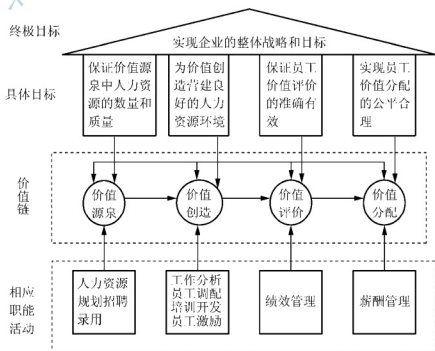 终极目标
实现企业的整体战略和目标
具体目标
保证价值源
泉中人力资
源的数量和
质量
为价值创
造营建良
好的人力
资源环境
保证员工
价值评价
的准确有
效
实现员工
价值分配
的公平合
理
价
值
链
价值
源泉
价值
创造
价值
评价
价值
分配
相应
职能
活动
人力资源
规划招聘
录用
工作分析
员工调配
培训开发
员工激励
绩效管理
薪酬管理